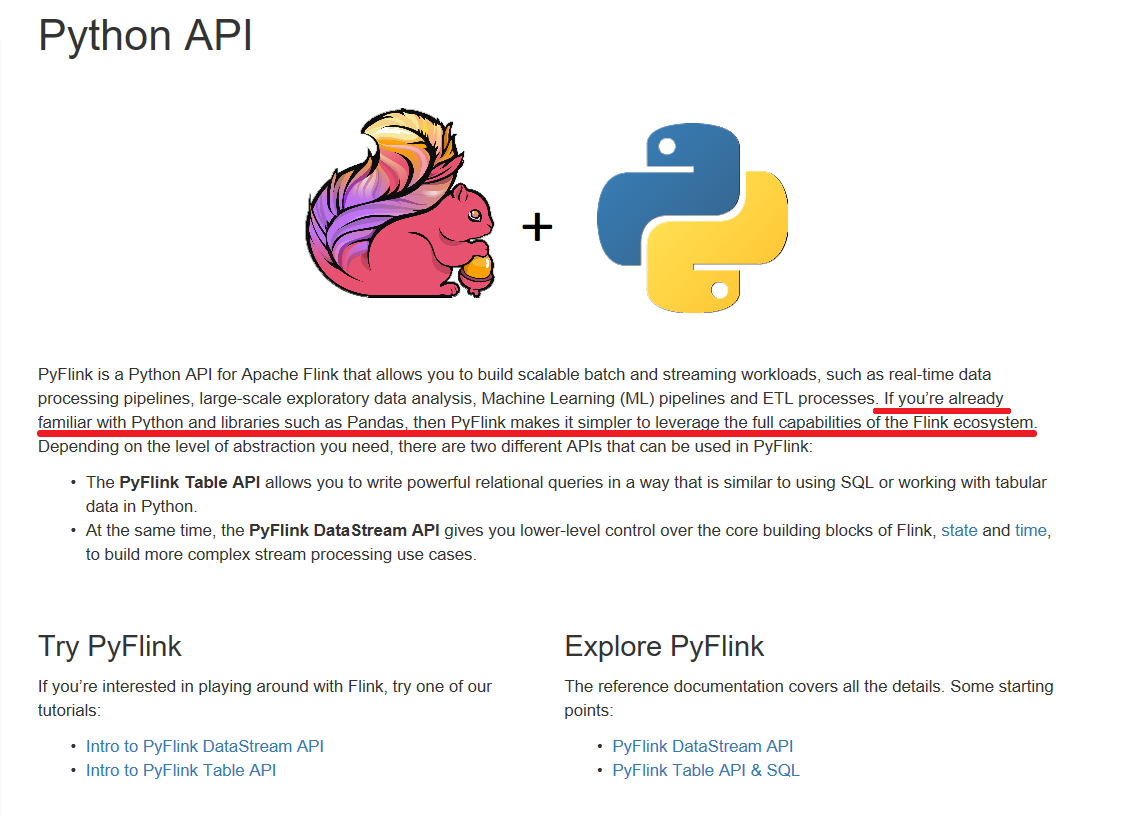 Python API
+
PyFlink is a Python API for Apache Flink that allows you to build scalable batch and streaming workloads, such as real-time data
processing pipelines, large-scale exploratory data analysis, Machine Learning (ML) pipelines and ETL processes. If you’re already
familiar with Python and libraries such as Pandas, then PyFlink makes it simpler to leverage the full capabilities of the Flink ecosystem.
Depending on the level of abstraction you need, there are two different APIs that can be used in PyFlink:
• The PyFlink Table API allows you to write powerful relational queries in a way that is similar to using SQL or working with tabular
data in Python.
• At the same time, the PyFlink DataStream API gives you lower-level control over the core building blocks of Flink, state and time,
to build more complex stream processing use cases.
Try PyFlink
If you’re interested in playing around with Flink, try one of our
tutorials:
• Intro to PyFlink DataStream API
• Intro to PyFlink Table API
Explore PyFlink
The reference documentation covers all the details. Some starting
points:
• PyFlink DataStream API
• PyFlink Table API & SQL